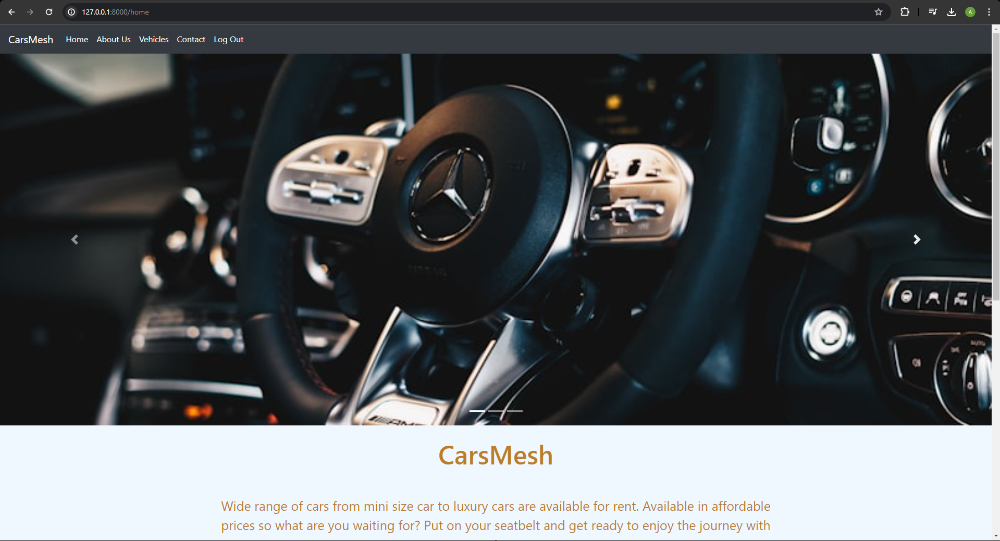 127.0.0.1:8000/home
A
CarsMesh Home About Us Vehicles Contact Log Out
AUTO
AMG
CarsMesh
Wide range of cars from mini size car to luxury cars are available for rent. Available in affordable
prices so what are you waiting for? Put on your seatbelt and get ready to enjoy the journey with